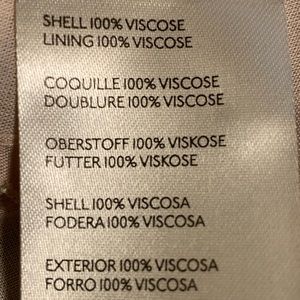 SHELL 100% VISCOSE
LINING 100% VISCOSE
COQUILLE 100% VISCOSE
DOUBLURE 100% VISCOSE
OBERSTOFF 100% VISKOSE
FUTTER 100% VISKOSE
SHELL 100% VISCOSA
FODERA 100% VISCOSA
EXTERIOR 100% VISCOSA
FORRO 100% VISCOSA